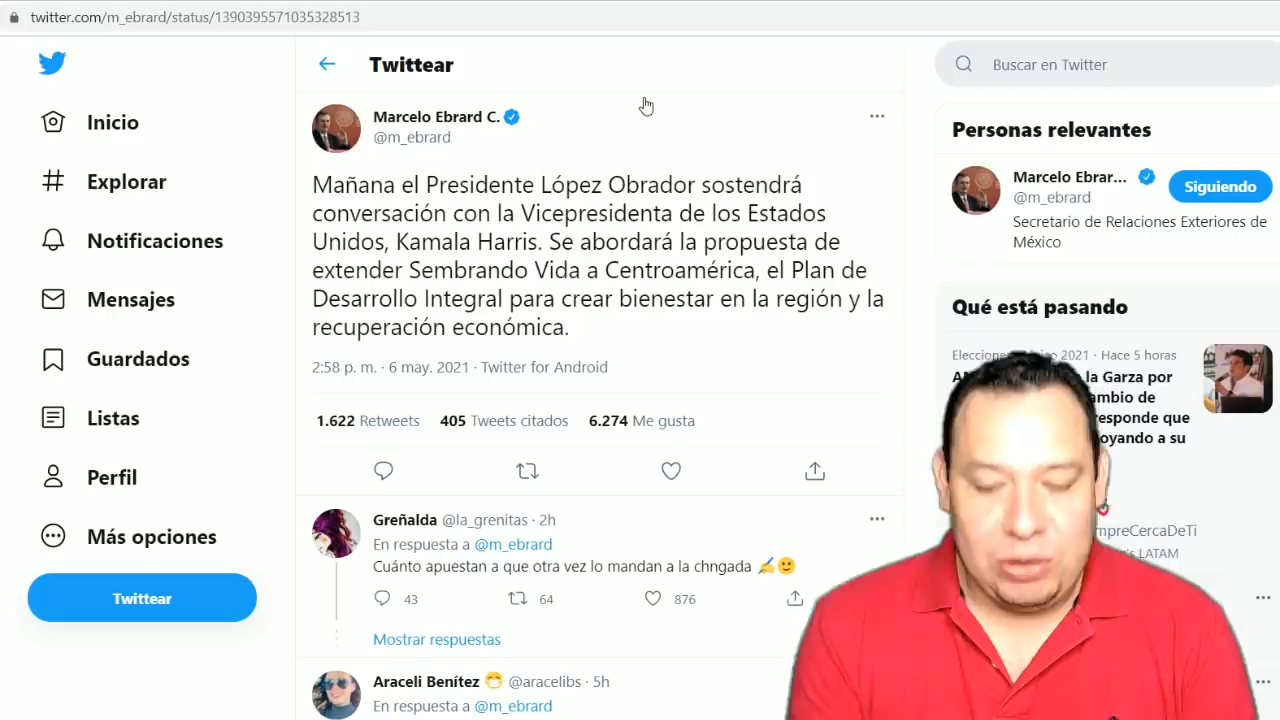 twitter.com/m_ebrard/status/1390395571035328513
Inicio
Explorar
Notificaciones
Mensajes
Guardados
Listas
Perfil
Más opciones
Twittear
Twittear
Marcelo Ebrard C.
@m_ebrard
Mañana el Presidente López Obrador sostendrá
conversación con la Vicepresidenta de los Estados
Unidos, Kamala Harris. Se abordará la propuesta de
extender Sembrando Vida a Centroamérica, el Plan de
Desarrollo Integral para crear bienestar en la región y la
recuperación económica.
2:58 p. m. · 6 may. 2021 · Twitter for Android
1.622 Retweets 405 Tweets citados 6.274 Me gusta
Greñalda @la_grenitas · 2h
En respuesta a @m_ebrard
Cuánto apuestan a que otra vez lo mandan a la chngada ✍🙂
43 64 876
Mostrar respuestas
Araceli Benítez 😷 @aracelibs · 5h
En respuesta a @m_ebrard
Buscar en Twitter
Personas relevantes
Marcelo Ebrar...
@m_ebrard
Siguiendo
Secretario de Relaciones Exteriores de
México
Qué está pasando
2021 · Hace 5 horas
la Garza por
esponde que
oyando a su
mpreCercaDeTi
LATAM